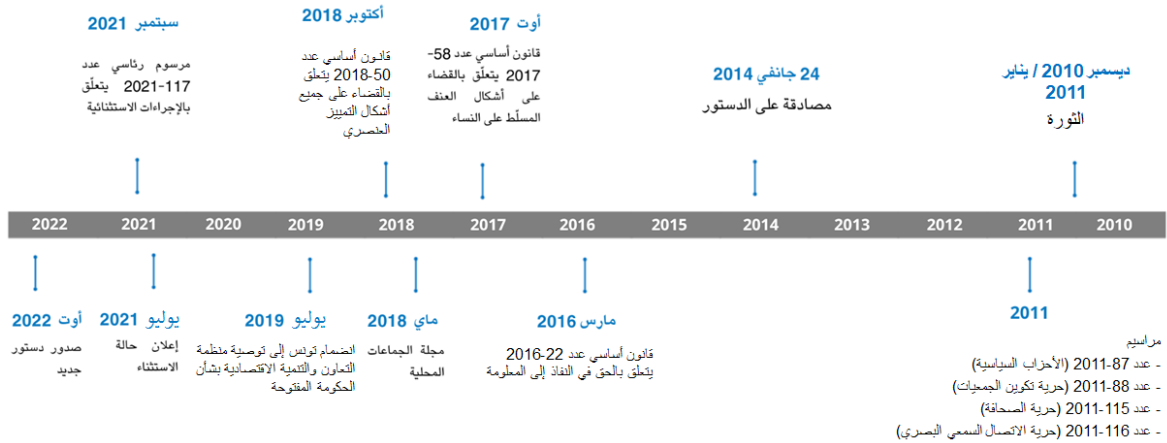 ديسمبر 2010 / يناير
2011
الثورة
24 جانفي 2014
مصادقة على الدستور
أوت 2017
قانون أساسي عدد 58-
2017 يتعلّق بالقضاء
على أشكال العنف
المسلّط على النساء
أكتوبر 2018
قانون أساسي عدد
50-2018 يتعلق
بالقضاء على جميع
أشكال التمييز
العنصري
سبتمبر 2021
مرسوم رئاسي عدد
117-2021 يتعلّق
بالإجراءات الاستثنائية
2010 2011 2012 2013 2014 2015 2016 2017 2018 2019 2020 2021 2022
2011
مراسيم
- عدد 87-2011 (الأحزاب السياسية)
- عدد 88-2011 (حرية تكوين الجمعيات)
- عدد 115-2011 (حرية الصحافة)
- عدد 116-2011 (حرية الاتصال السمعي البصري)
مارس 2016
قانون أساسي عدد 22-2016
يتعلق بالحق في النفاذ إلى المعلومة
ماي 2018
مجلة الجماعات
المحلية
يوليو 2019
انضمام تونس إلى توصية منظمة
التعاون والتنمية الاقتصادية بشأن
الحكومة المفتوحة
يوليو 2021
إعلان حالة
الاستثناء
أوت 2022
صدور دستور
جديد